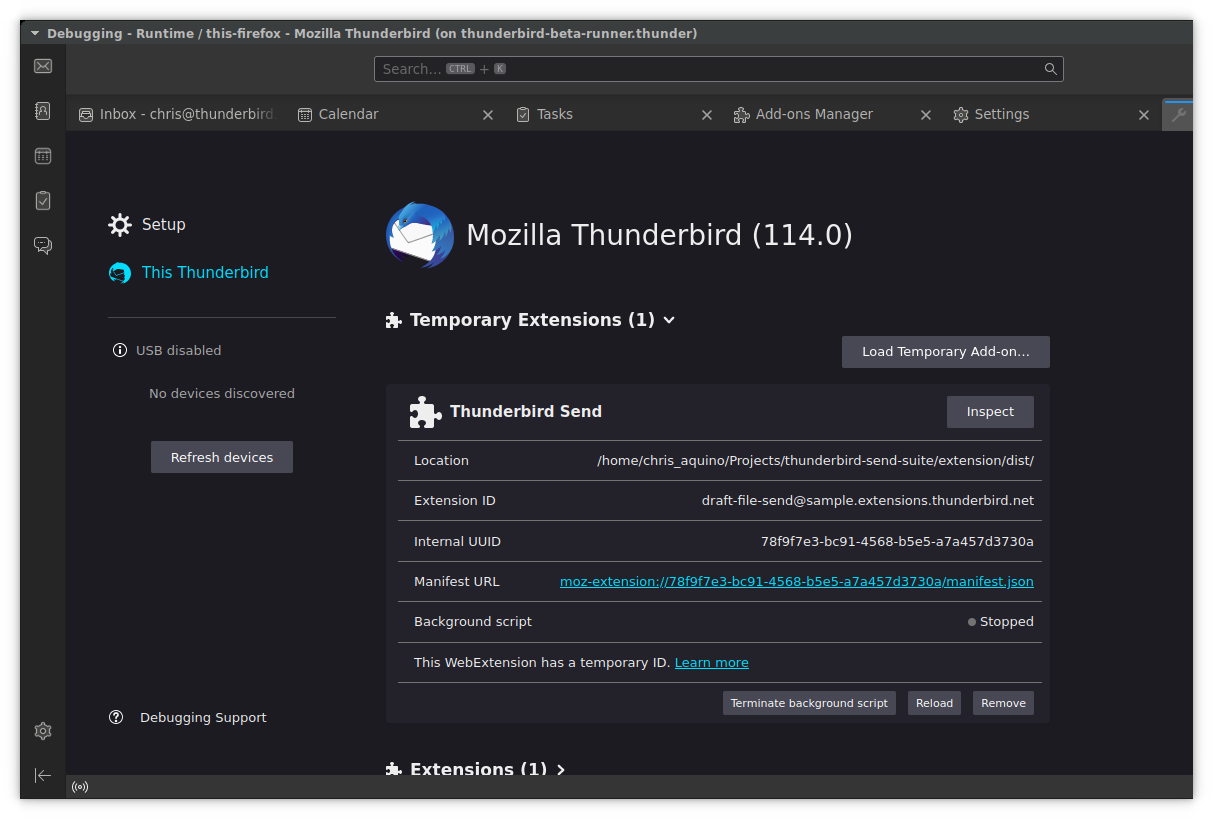 Debugging - Runtime / this-firefox - Mozilla Thunderbird (on thunderbird-beta-runner.thunder)
Search... CTRL + K
Inbox - chris@thunderbird
Calendar
Tasks
Add-ons Manager
Settings
Setup
This Thunderbird
USB disabled
No devices discovered
Refresh devices
Debugging Support
Mozilla Thunderbird (114.0)
Temporary Extensions (1)
Load Temporary Add-on...
Thunderbird Send
Inspect
Location /home/chris_aquino/Projects/thunderbird-send-suite/extension/dist/
Extension ID draft-file-send@sample.extensions.thunderbird.net
Internal UUID 78f9f7e3-bc91-4568-b5e5-a7a457d3730a
Manifest URL moz-extension://78f9f7e3-bc91-4568-b5e5-a7a457d3730a/manifest.json
Background script Stopped
This WebExtension has a temporary ID. Learn more
Terminate background script Reload Remove
Extensions (1)